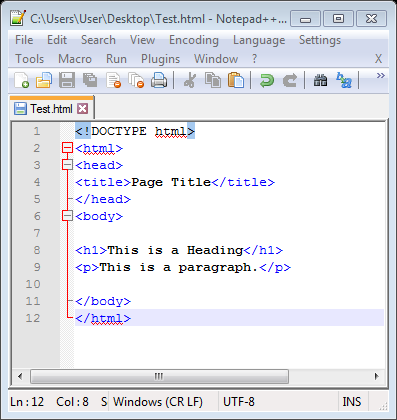 C:\Users\User\Desktop\Test.html - Notepad++...
File Edit Search View Encoding Language Settings
Tools Macro Run Plugins Window ?
Test.html
1 <!DOCTYPE html>
2 <html>
3 <head>
4 <title>Page Title</title>
5 </head>
6 <body>
7
8 <h1>This is a Heading</h1>
9 <p>This is a paragraph.</p>
10
11 </body>
12 </html>
Ln:12 Col:8 S Windows (CR LF) UTF-8 INS